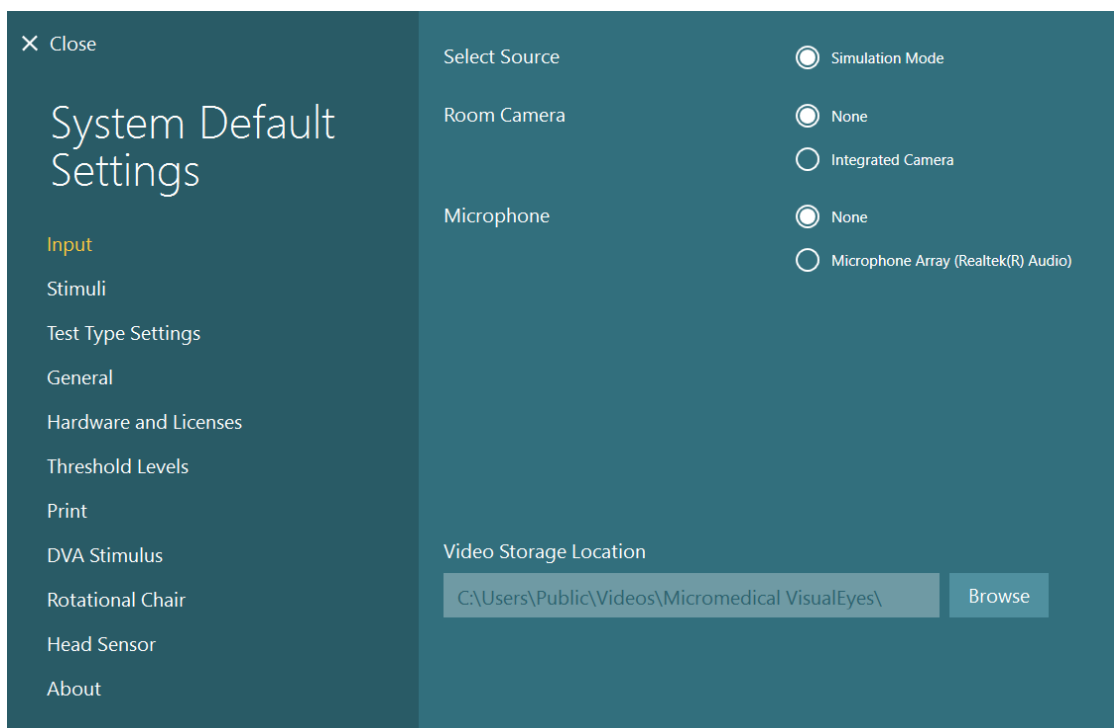 Close
System Default
Settings
Input
Stimuli
Test Type Settings
General
Hardware and Licenses
Threshold Levels
Print
DVA Stimulus
Rotational Chair
Head Sensor
About
Select Source
Simulation Mode
Room Camera
None
Integrated Camera
Microphone
None
Microphone Array (Realtek(R) Audio)
Video Storage Location
C:\Users\Public\Videos\Micromedical VisualEyes\
Browse